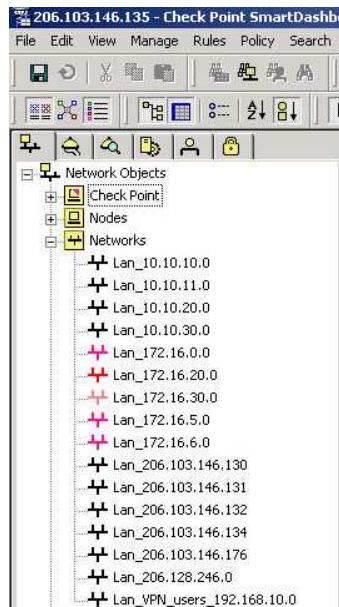 206.103.146.135 - Check Point SmartDashb
File Edit View Manage Rules Policy Search
Network Objects
Check Point
Nodes
Networks
Lan_10.10.10.0
Lan_10.10.11.0
Lan_10.10.20.0
Lan_10.10.30.0
Lan_172.16.0.0
Lan_172.16.20.0
Lan_172.16.30.0
Lan_172.16.5.0
Lan_172.16.6.0
Lan_206.103.146.130
Lan_206.103.146.131
Lan_206.103.146.132
Lan_206.103.146.134
Lan_206.103.146.176
Lan_206.128.246.0
Lan_VPN_users_192.168.10.0